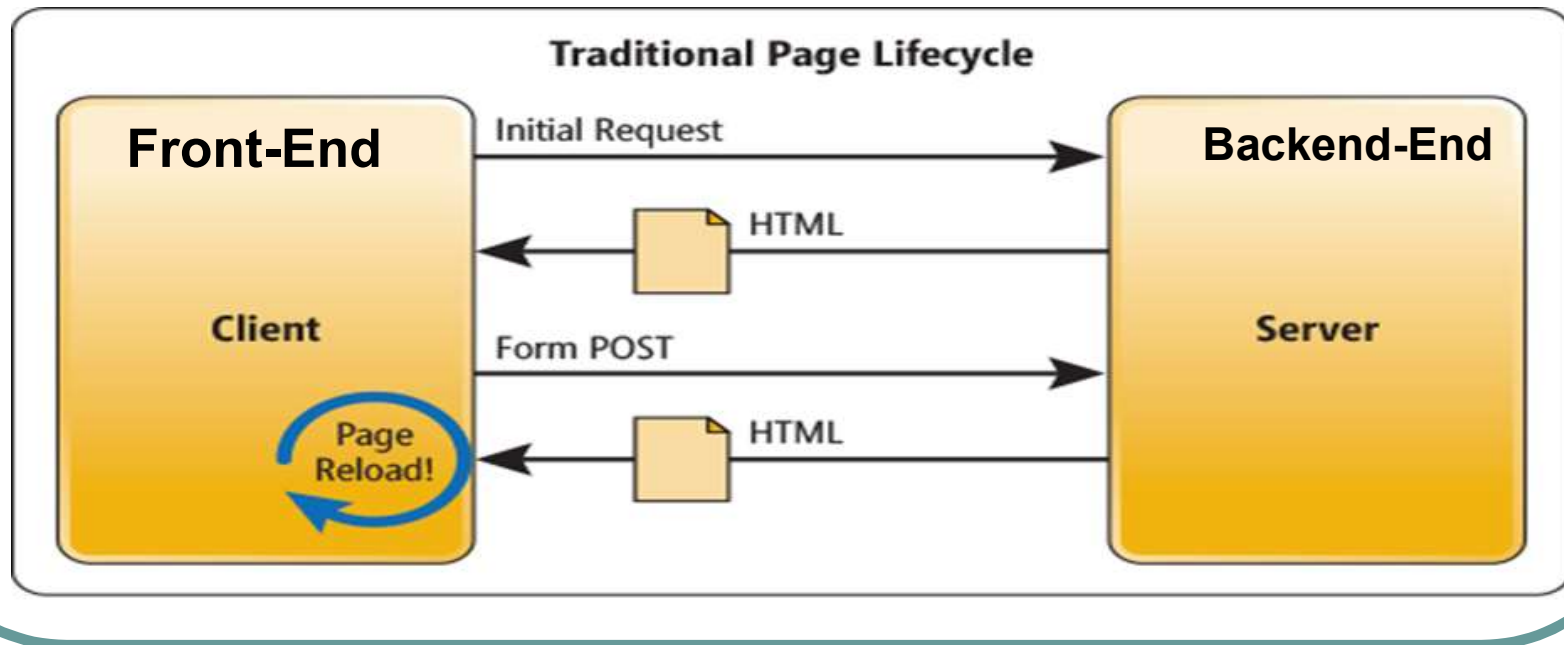 Traditional Page Lifecycle
Front-End
Initial Request
Backend-End
HTML
Client
Server
Form POST
HTML
Page
Reload!